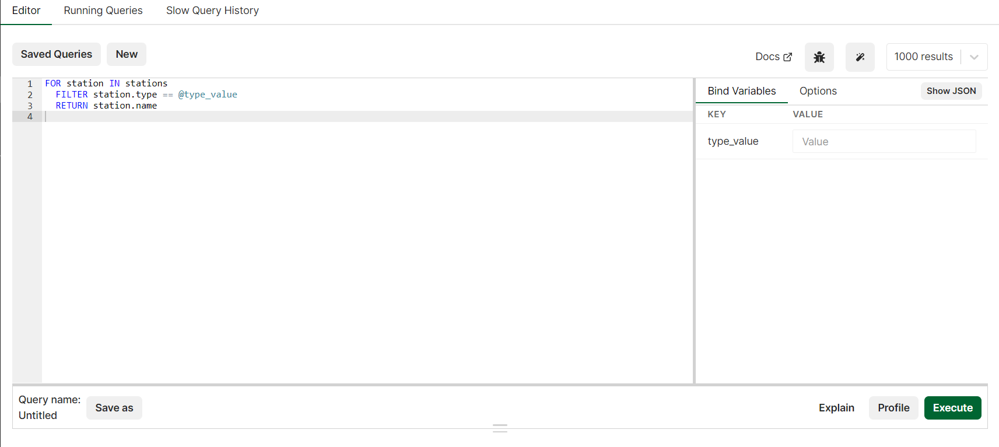 Editor Running Queries Slow Query History
Saved Queries New Docs 1000 results
1 FOR station IN stations
2 FILTER station.type == @type_value
3 RETURN station.name
4
Bind Variables Options Show JSON
KEY VALUE
type_value Value
Query name:
Untitled
Save as Explain Profile Execute